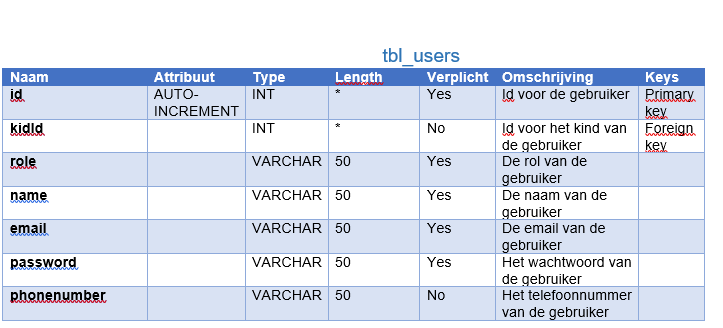 tbl_users
Naam Attribuut Type Length Verplicht Omschrijving Keys
id AUTO- INT * Yes Id voor de gebruiker Primary
INCREMENT key
kidId INT * No Id voor het kind van Foreign
de gebruiker key
role VARCHAR 50 Yes De rol van de
gebruiker
name VARCHAR 50 Yes De naam van de
gebruiker
email VARCHAR 50 Yes De email van de
gebruiker
password VARCHAR 50 Yes Het wachtwoord van
de gebruiker
phonenumber VARCHAR 50 No Het telefoonnummer
van de gebruiker